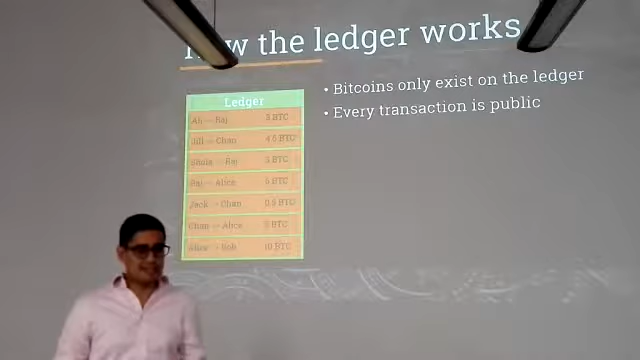 How the ledger works
• Bitcoins only exist on the ledger
• Every transaction is public
Ledger
Raj 3 BTC
Jill → Chan 4.5 BTC
Raj 3 BTC
Raj → Alice 5 BTC
Jack → Chan 0.5 BTC
Chan → Alice BTC
Alice → Bob 10 BTC